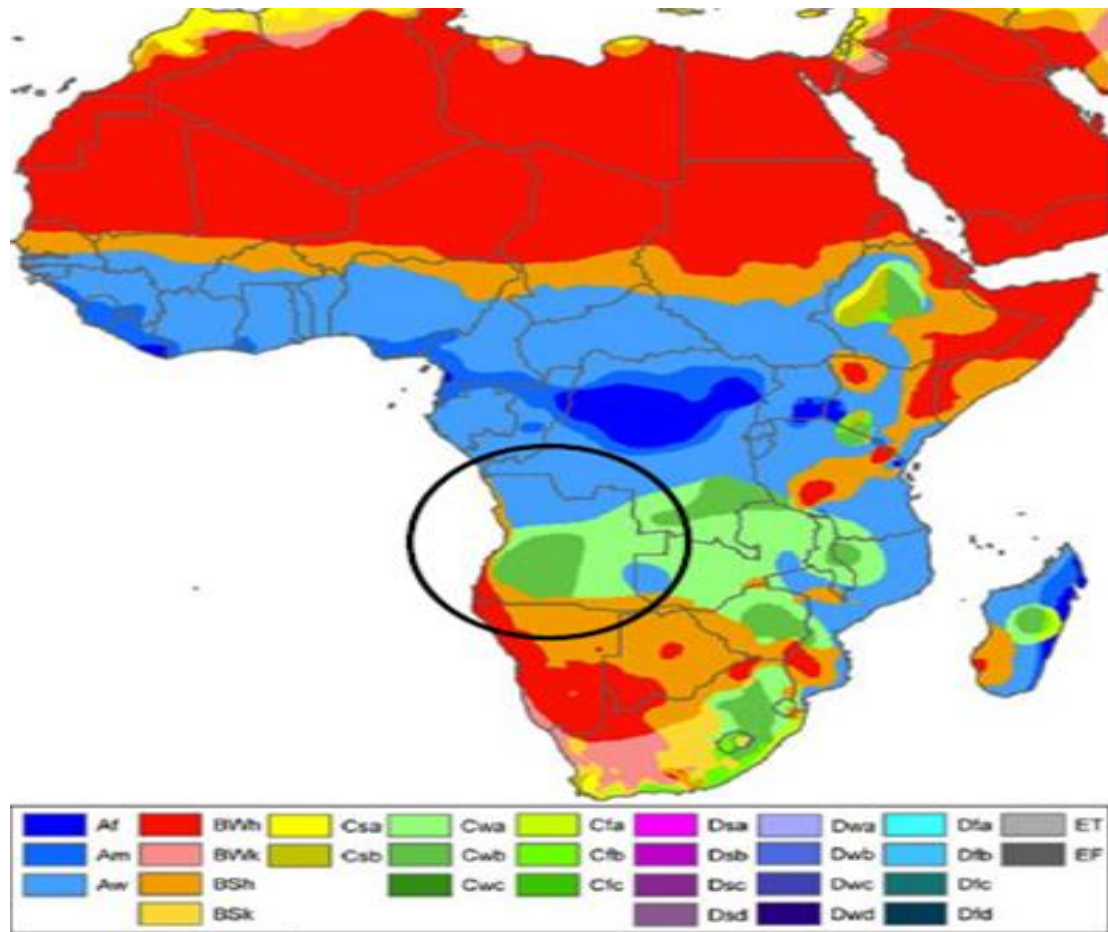 Af BWh Csa Cwa Cfa Dsa Dwa Dfa ET
Am BWk Csb Cwb Cfb Dsb Dwb Dfb EF
Aw BSh Cwc Cfc Dsc Dwc Dfc
BSk Dsd Dwd Dfd